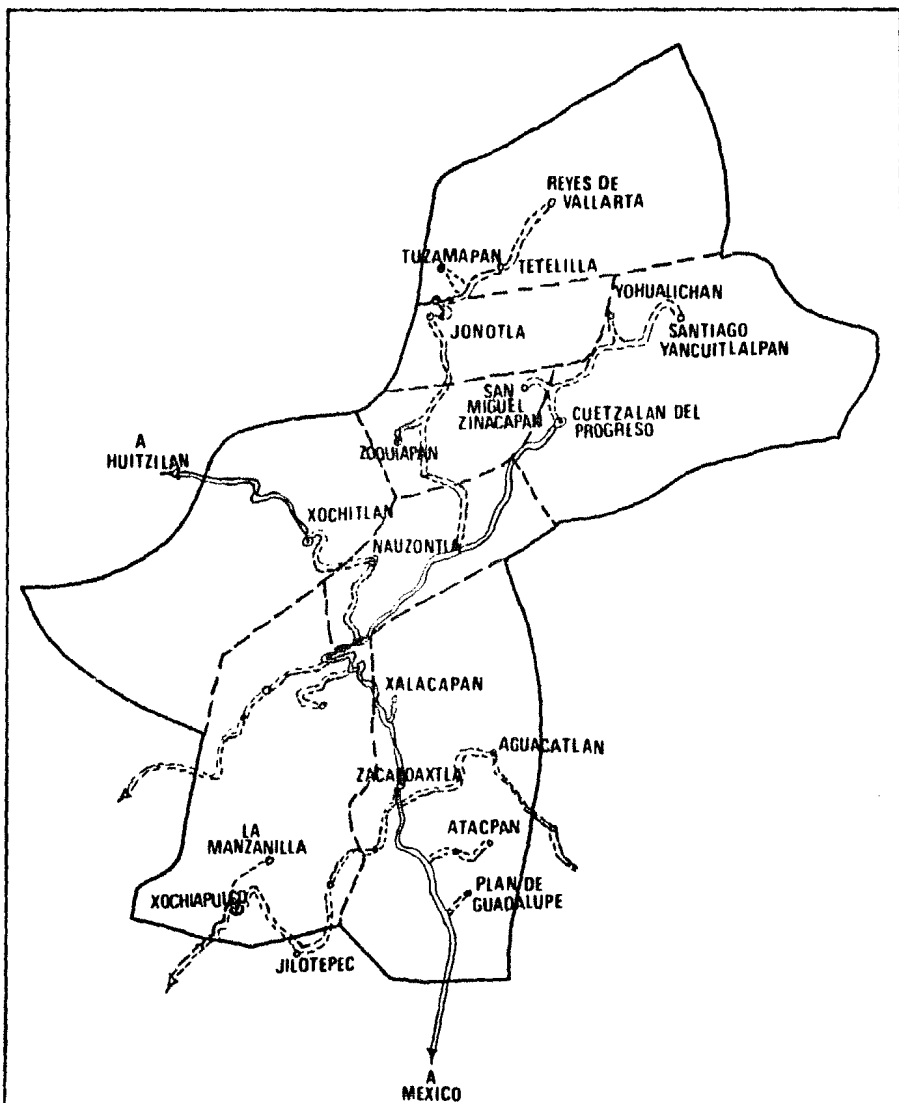 REYES DE
VALLARTA
TUZAMAPAN
TETELILLA
YOHUALICHAN
JONOTLA
SANTIAGO
YANCUITLALPAN
SAN
MIGUEL
ZINACAPAN
CUETZALAN DEL
PROGRESO
A
HUITZILAN
ZOQUIAPAN
XOCHITLAN
NAUZONTLA
XALACAPAN
AGUACATLAN
ZACAPOAXTLA
LA
MANZANILLA
ATACPAN
XOCHIAPULCO
PLAN DE
GUADALUPE
JILOTEPEC
A
MEXICO